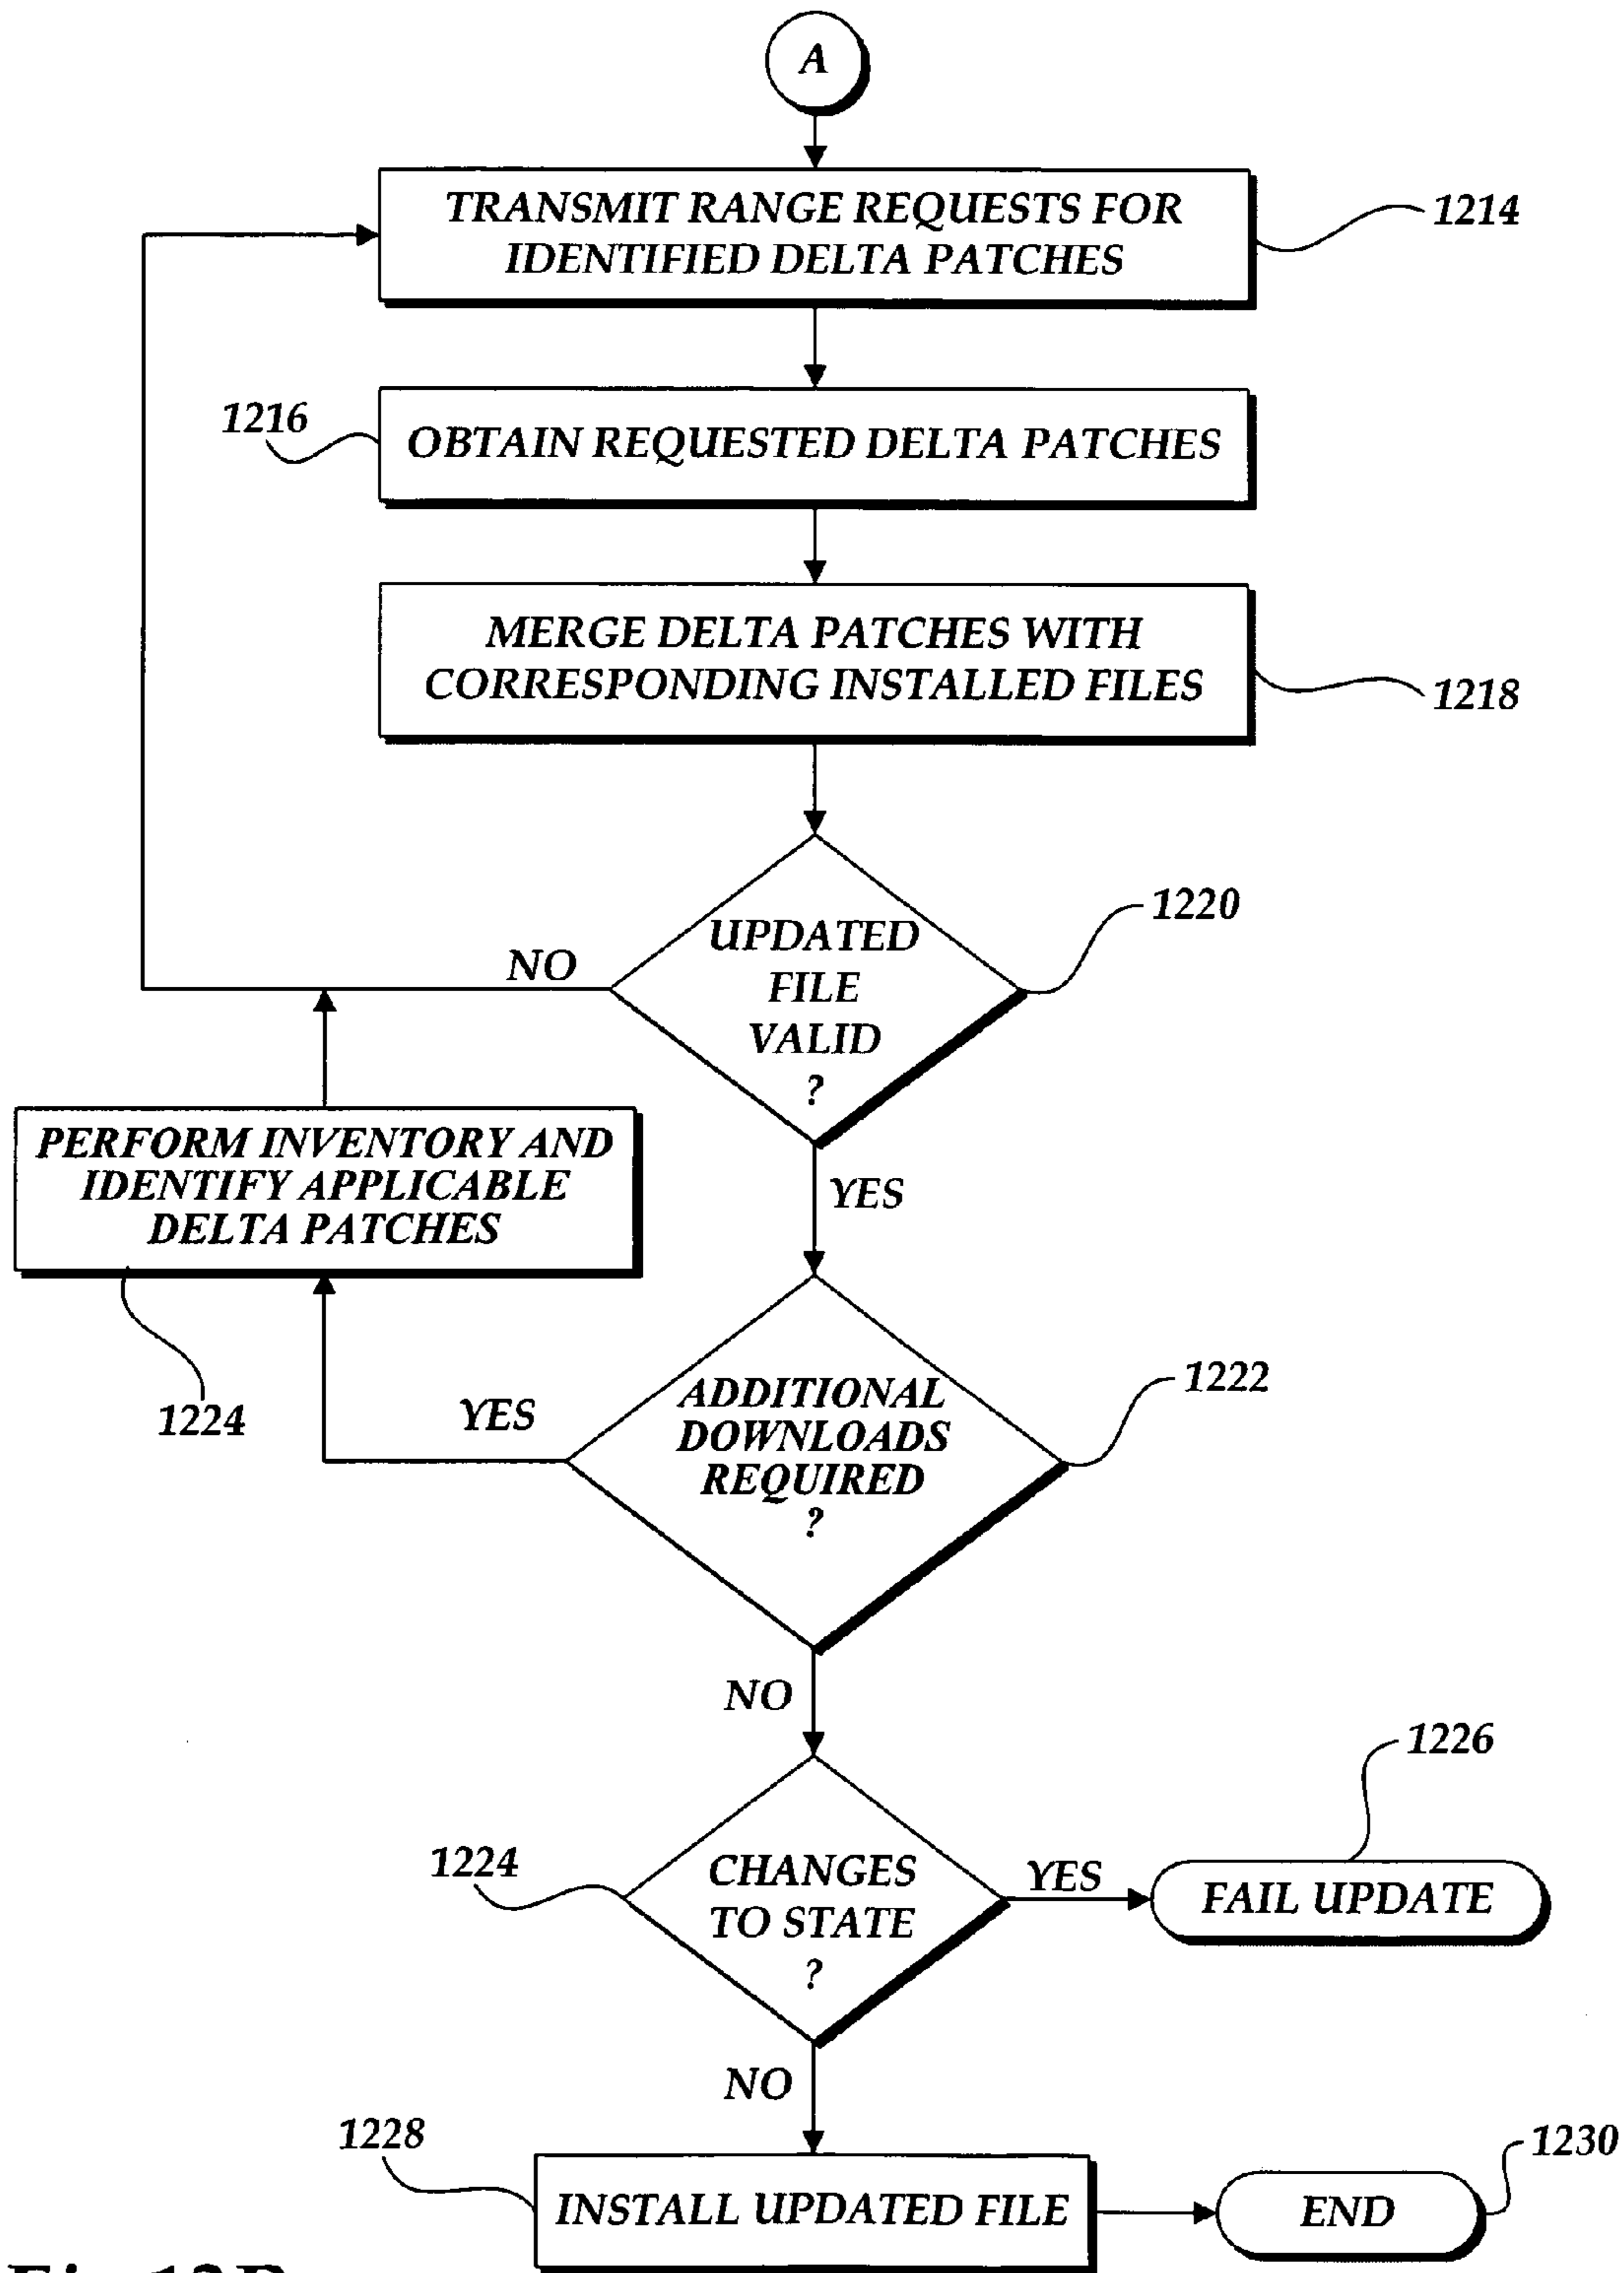 A
TRANSMIT RANGE REQUESTS FOR
IDENTIFIED DELTA PATCHES
1214
1216
OBTAIN REQUESTED DELTA PATCHES
MERGE DELTA PATCHES WITH
CORRESPONDING INSTALLED FILES
1218
UPDATED
FILE
VALID
?
1220
NO
YES
PERFORM INVENTORY AND
IDENTIFY APPLICABLE
DELTA PATCHES
1224
YES
ADDITIONAL
DOWNLOADS
REQUIRED
?
1222
NO
1224
CHANGES
TO STATE
?
YES
1226
FAIL UPDATE
NO
1228
INSTALL UPDATED FILE
END
1230